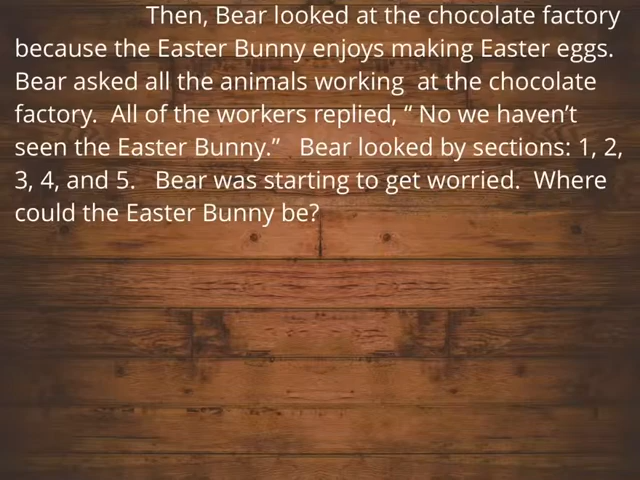 Then, Bear looked at the chocolate factory
because the Easter Bunny enjoys making Easter eggs.
Bear asked all the animals working  at the chocolate
factory.  All of the workers replied, “ No we haven’t
seen the Easter Bunny.”   Bear looked by sections: 1, 2,
3, 4, and 5.   Bear was starting to get worried.  Where
could the Easter Bunny be?